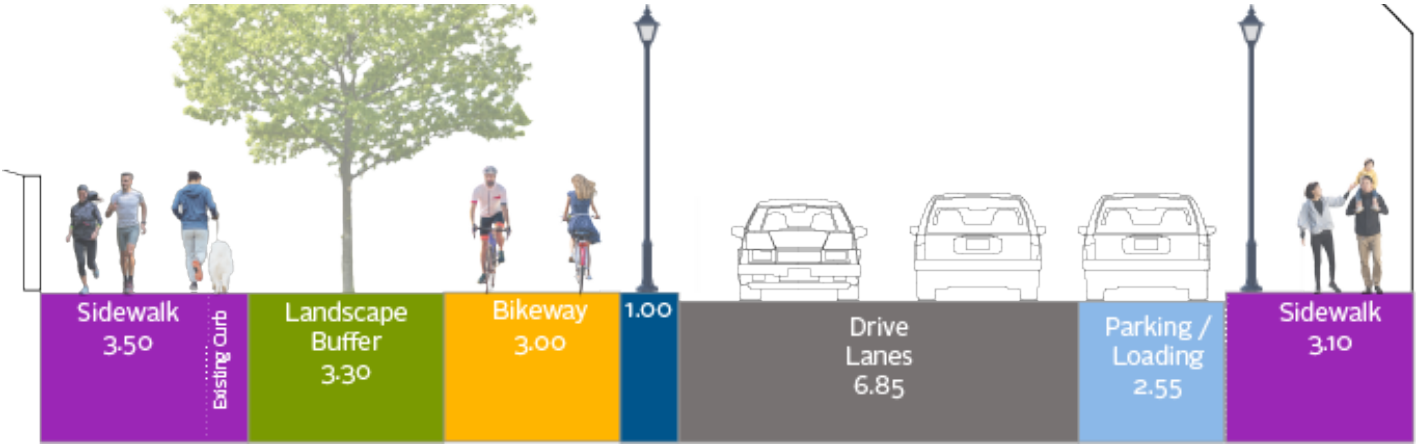 Sidewalk
3.50
Existing Curb
Landscape
Buffer
3.30
Bikeway
3.00
1.00
Drive
Lanes
6.85
Parking /
Loading
2.55
Sidewalk
3.10